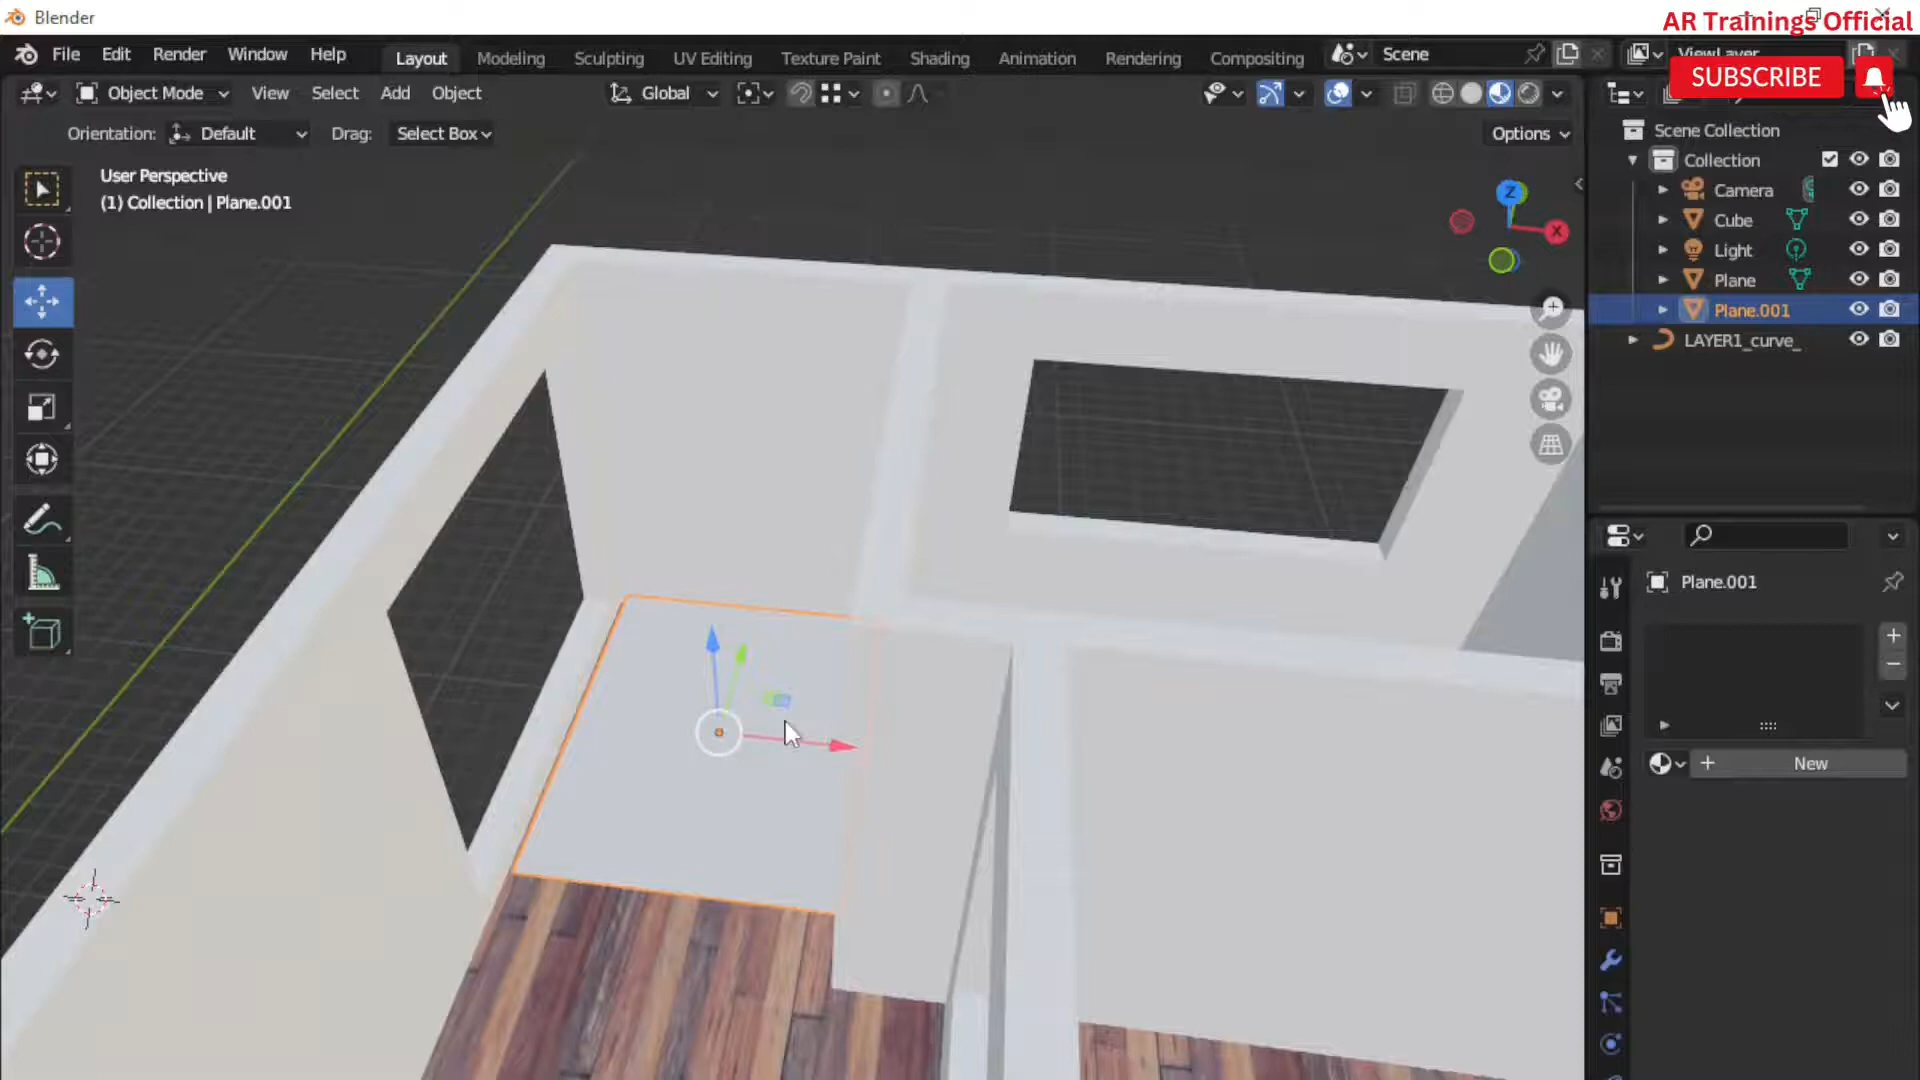 Blender
AR Trainings Official
File Edit Render Window Help Layout Modeling Sculpting UV Editing Texture Paint Shading Animation Rendering Compositing Scene ViewLayer
SUBSCRIBE
Object Mode View Select Add Object Global
Orientation: Default Drag: Select Box Options
User Perspective
(1) Collection | Plane.001
Z
X
Scene Collection
Collection
Camera
Cube
Light
Plane
Plane.001
LAYER1_curve_
Plane.001
New